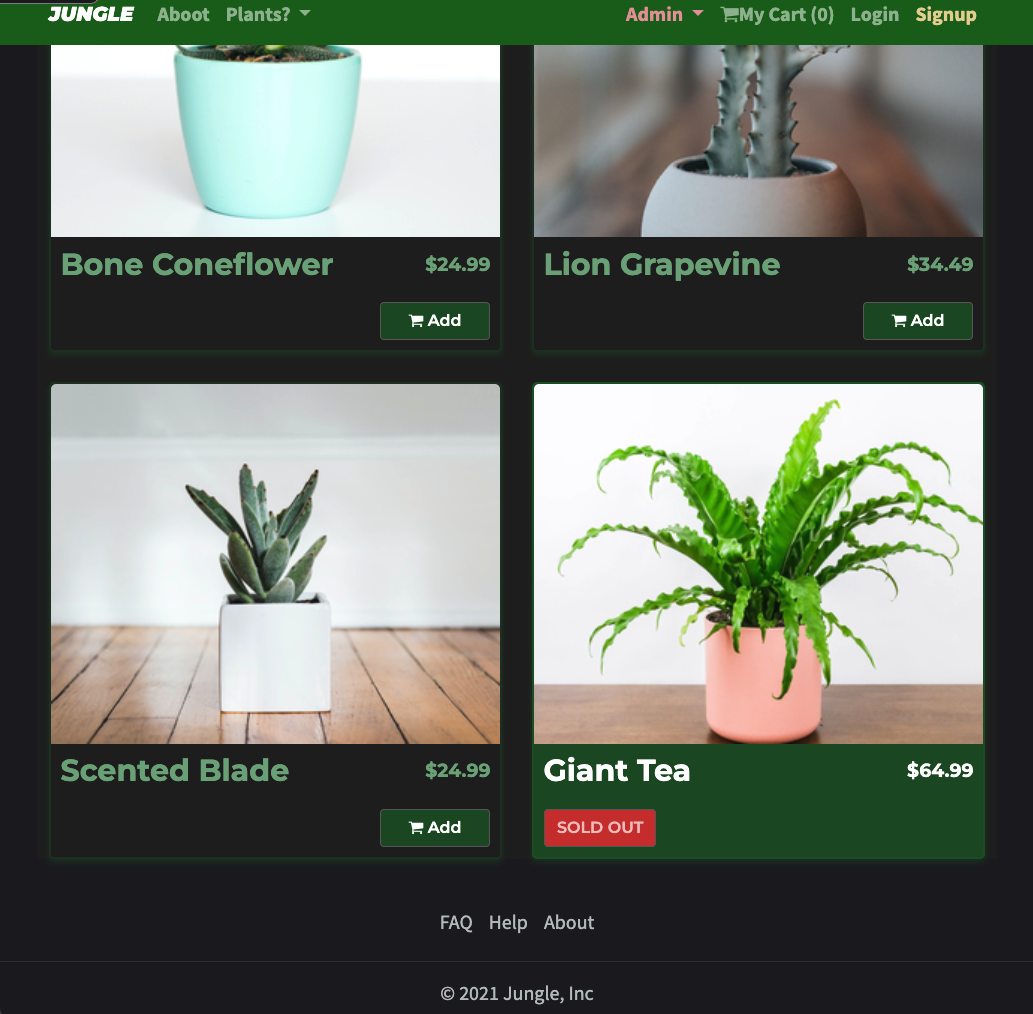 JUNGLE Aboot Plants? Admin My Cart (0) Login Signup
Bone Coneflower $24.99
Add
Lion Grapevine $34.49
Add
Scented Blade $24.99
Add
Giant Tea $64.99
SOLD OUT
FAQ Help About
© 2021 Jungle, Inc